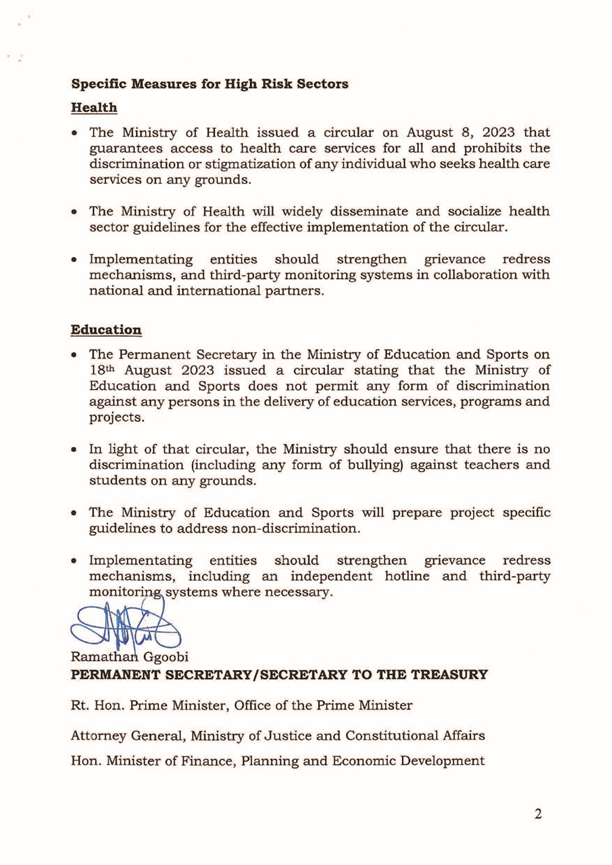 Specific Measures for High Risk Sectors
Health
• The Ministry of Health issued a circular on August 8, 2023 that
guarantees access to health care services for all and prohibits the
discrimination or stigmatization of any individual who seeks health care
services on any grounds.
• The Ministry of Health will widely disseminate and socialize health
sector guidelines for the effective implementation of the circular.
• Implementating entities should strengthen grievance redress
mechanisms, and third-party monitoring systems in collaboration with
national and international partners.
Education
• The Permanent Secretary in the Ministry of Education and Sports on
18th August 2023 issued a circular stating that the Ministry of
Education and Sports does not permit any form of discrimination
against any persons in the delivery of education services, programs and
projects.
• In light of that circular, the Ministry should ensure that there is no
discrimination (including any form of bullying) against teachers and
students on any grounds.
• The Ministry of Education and Sports will prepare project specific
guidelines to address non-discrimination.
• Implementating entities should strengthen grievance redress
mechanisms, including an independent hotline and third-party
monitoring systems where necessary.
Ramathan Ggoobi
PERMANENT SECRETARY/SECRETARY TO THE TREASURY
Rt. Hon. Prime Minister, Office of the Prime Minister
Attorney General, Ministry of Justice and Constitutional Affairs
Hon. Minister of Finance, Planning and Economic Development
2